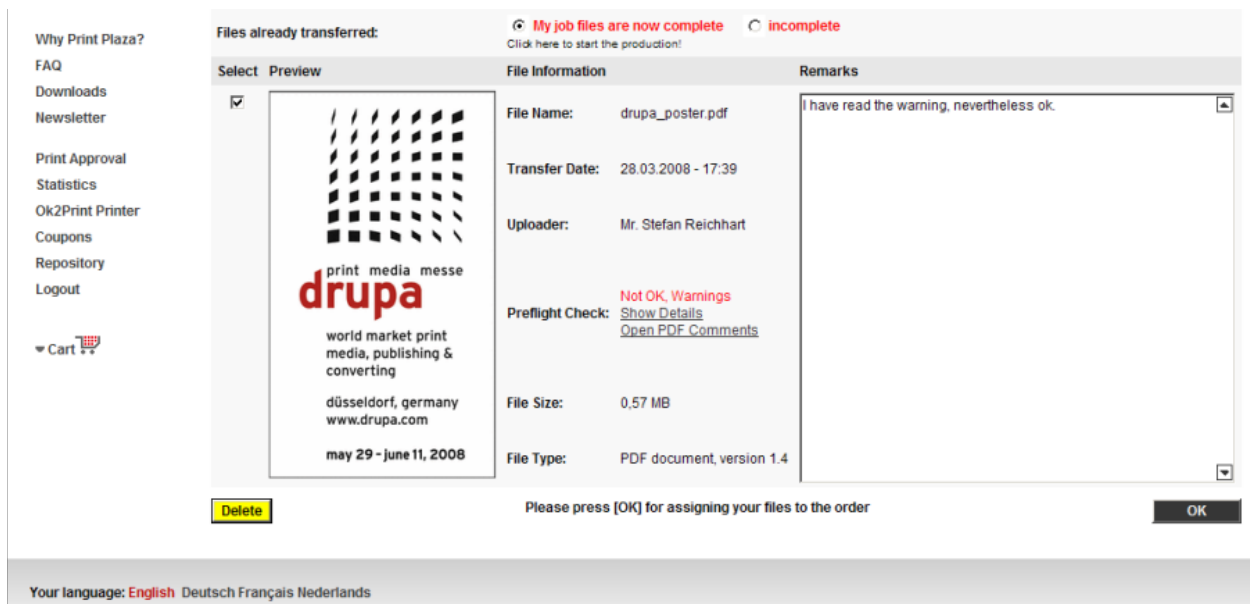 Why Print Plaza?
FAQ
Downloads
Newsletter
Print Approval
Statistics
Ok2Print Printer
Coupons
Repository
Logout
Cart
Files already transferred: My job files are now complete incomplete
Click here to start the production!
Select Preview File Information Remarks
print media messe
drupa
world market print
media, publishing &
converting
düsseldorf, germany
www.drupa.com
may 29 - june 11, 2008
File Name: drupa_poster.pdf
Transfer Date: 28.03.2008 - 17:39
Uploader: Mr. Stefan Reichhart
Preflight Check: Not OK, Warnings
Show Details
Open PDF Comments
File Size: 0,57 MB
File Type: PDF document, version 1.4
I have read the warning, nevertheless ok.
Delete Please press [OK] for assigning your files to the order OK
Your language: English Deutsch Français Nederlands